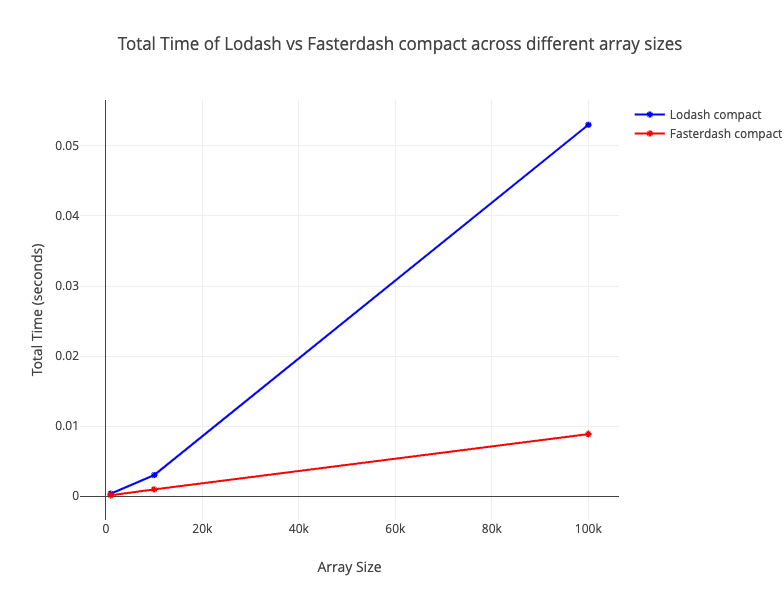 Total Time of Lodash vs Fasterdash compact across different array sizes
Lodash compact
Fasterdash compact
Total Time (seconds)
0.05
0.04
0.03
0.02
0.01
0
0 20k 40k 60k 80k 100k
Array Size